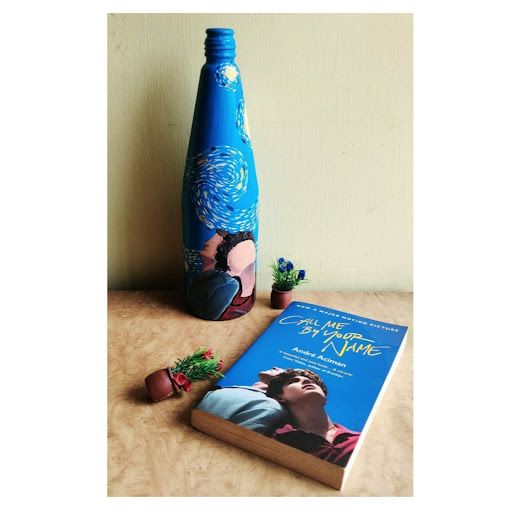 NOW A MAJOR MOTION PICTURE
CALL ME
BY YOUR
NAME
André Aciman